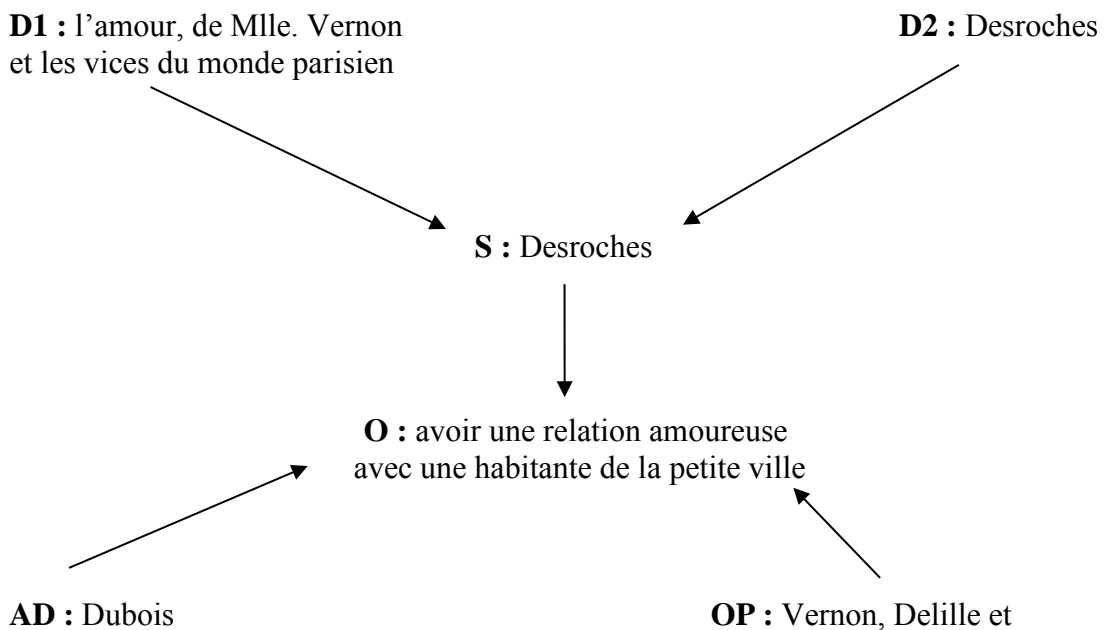 D1 : l’amour, de Mlle. Vernon
et les vices du monde parisien
D2 : Desroches
S : Desroches
O : avoir une relation amoureuse
avec une habitante de la petite ville
AD : Dubois
OP : Vernon, Delille et